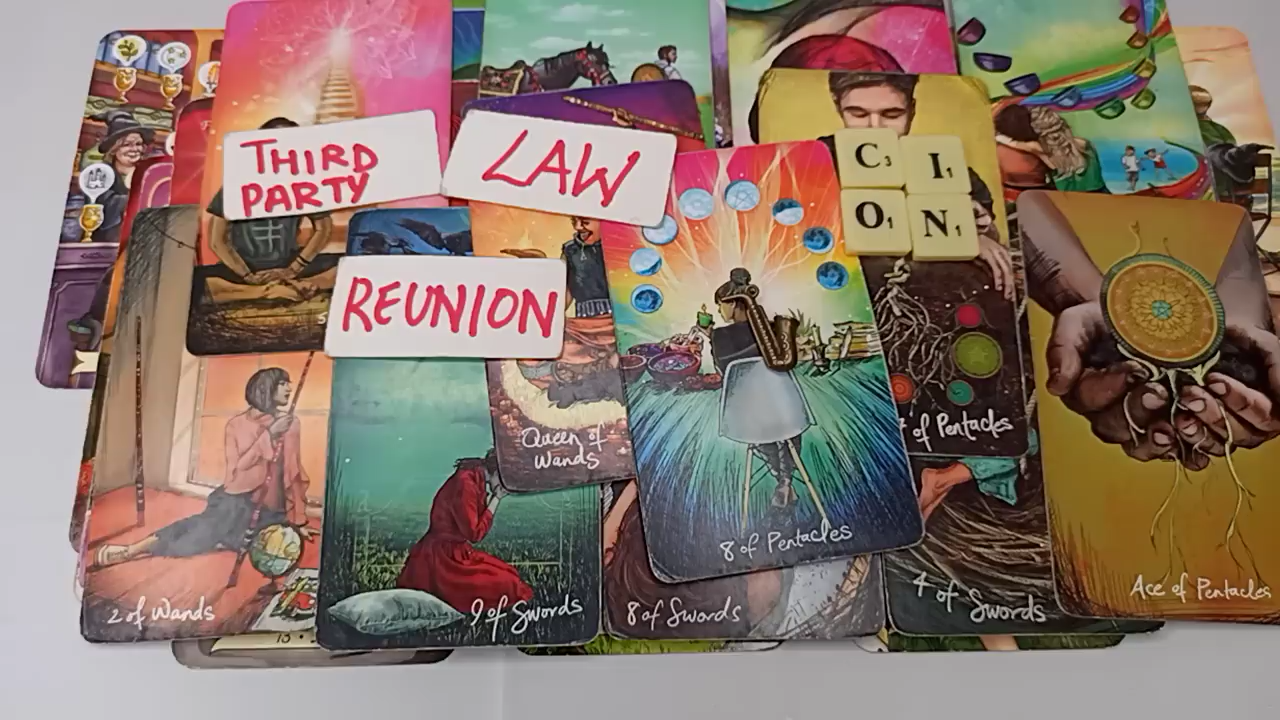 THIRD
PARTY
LAW
REUNION
C3 I1
O1 N1
Queen of
Wands
of Pentacles
8 of Pentacles
2 of Wands
9 of Swords
8 of Swords
4 of Swords
Ace of Pentacles